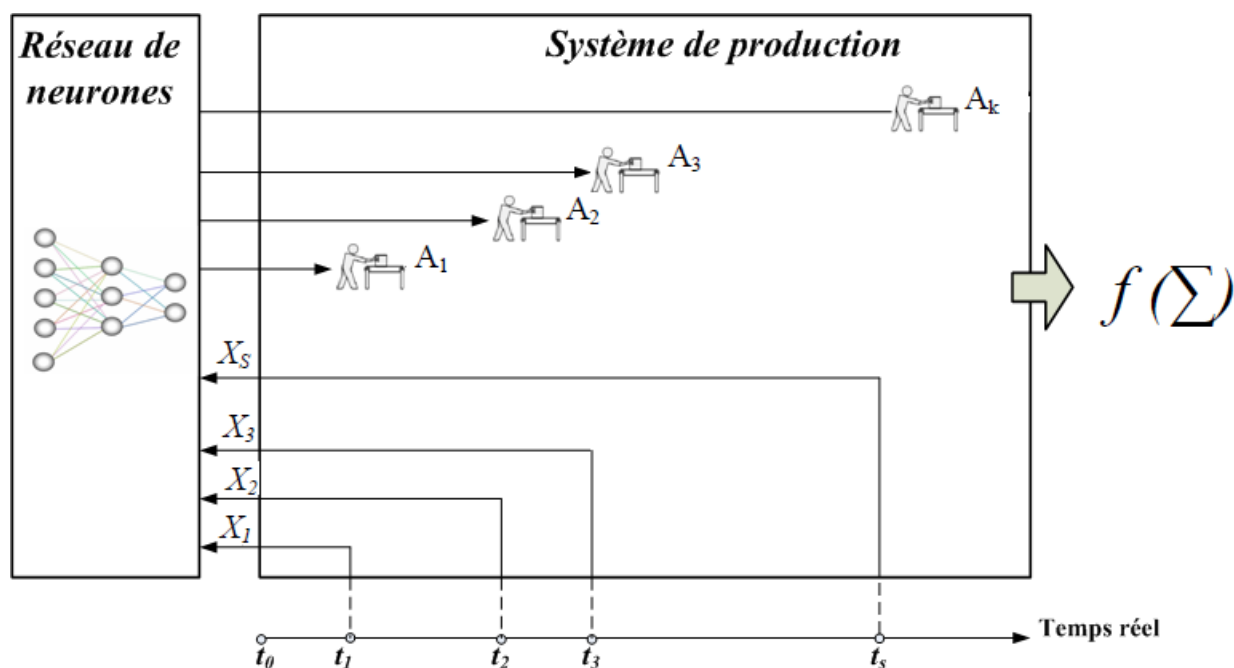 Réseau de
neurones
Système de production
Aₖ
A₃
A₂
A₁
f(∑)
X_S
X₃
X₂
X₁
Temps réel
t₀ t₁ t₂ t₃ tₛ